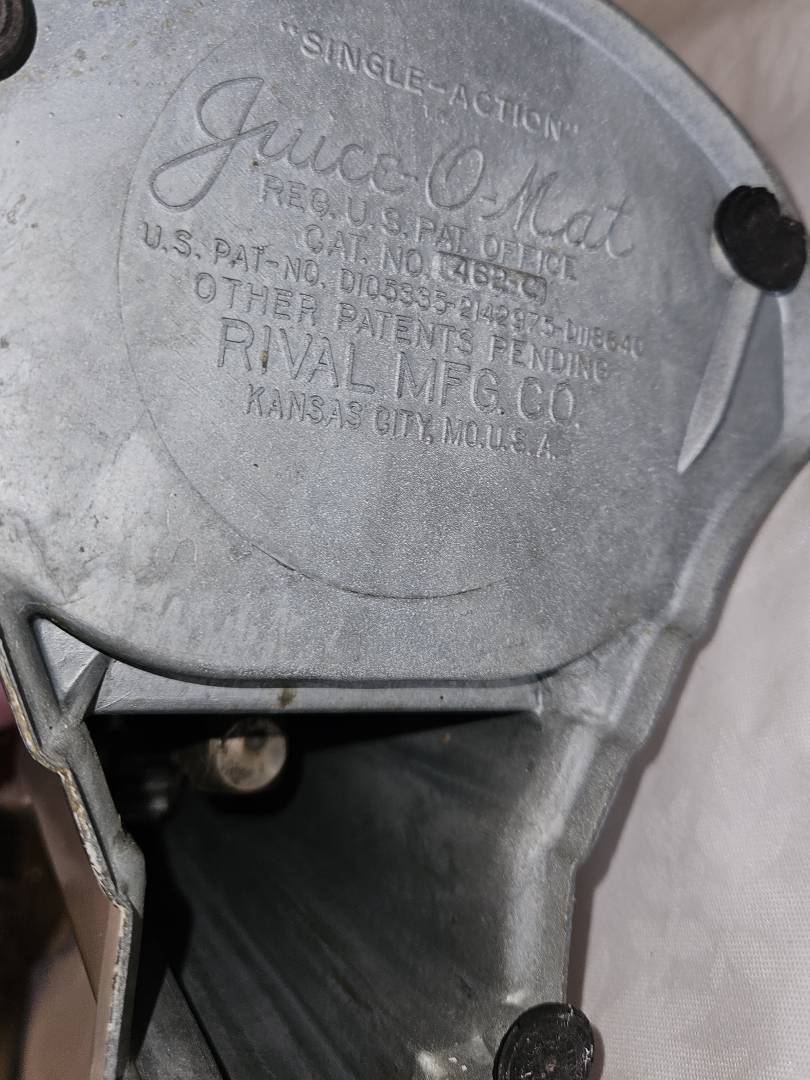 "SINGLE-ACTION"
Juice-O-Mat
REG. U.S. PAT. OFFICE
CAT. NO. 462-C
U.S. PAT-NO. D105335-2142975-D118640
OTHER PATENTS PENDING
RIVAL MFG. CO.
KANSAS CITY, MO. U.S.A.